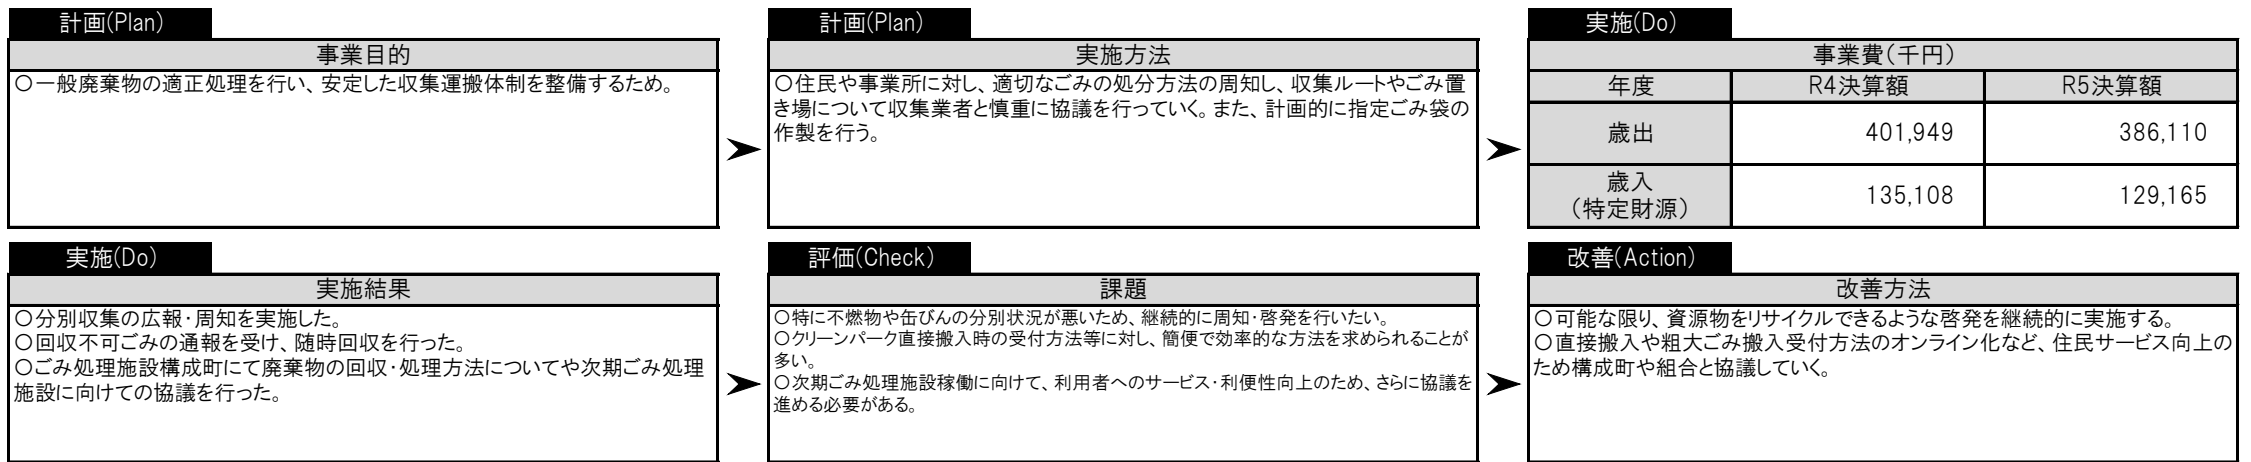 計画(Plan)
事業目的
○一般廃棄物の適正処理を行い、安定した収集運搬体制を整備するため。
計画(Plan)
実施方法
○住民や事業所に対し、適切なごみの処分方法の周知し、収集ルートやごみ置
き場について収集業者と慎重に協議を行っていく。また、計画的に指定ごみ袋の
作製を行う。
実施(Do)
事業費(千円)
年度 R4決算額 R5決算額
歳出 401,949 386,110
歳入
(特定財源) 135,108 129,165
実施(Do)
実施結果
○分別収集の広報・周知を実施した。
○回収不可ごみの通報を受け、随時回収を行った。
○ごみ処理施設構成町にて廃棄物の回収・処理方法についてや次期ごみ処理
施設に向けての協議を行った。
評価(Check)
課題
○特に不燃物や缶びんの分別状況が悪いため、継続的に周知・啓発を行いたい。
○クリーンパーク直接搬入時の受付方法等に対し、簡便で効率的な方法を求められることが
多い。
○次期ごみ処理施設稼働に向けて、利用者へのサービス・利便性向上のため、さらに協議を
進める必要がある。
改善(Action)
改善方法
○可能な限り、資源物をリサイクルできるような啓発を継続的に実施する。
○直接搬入や粗大ごみ搬入受付方法のオンライン化など、住民サービス向上の
ため構成町や組合と協議していく。